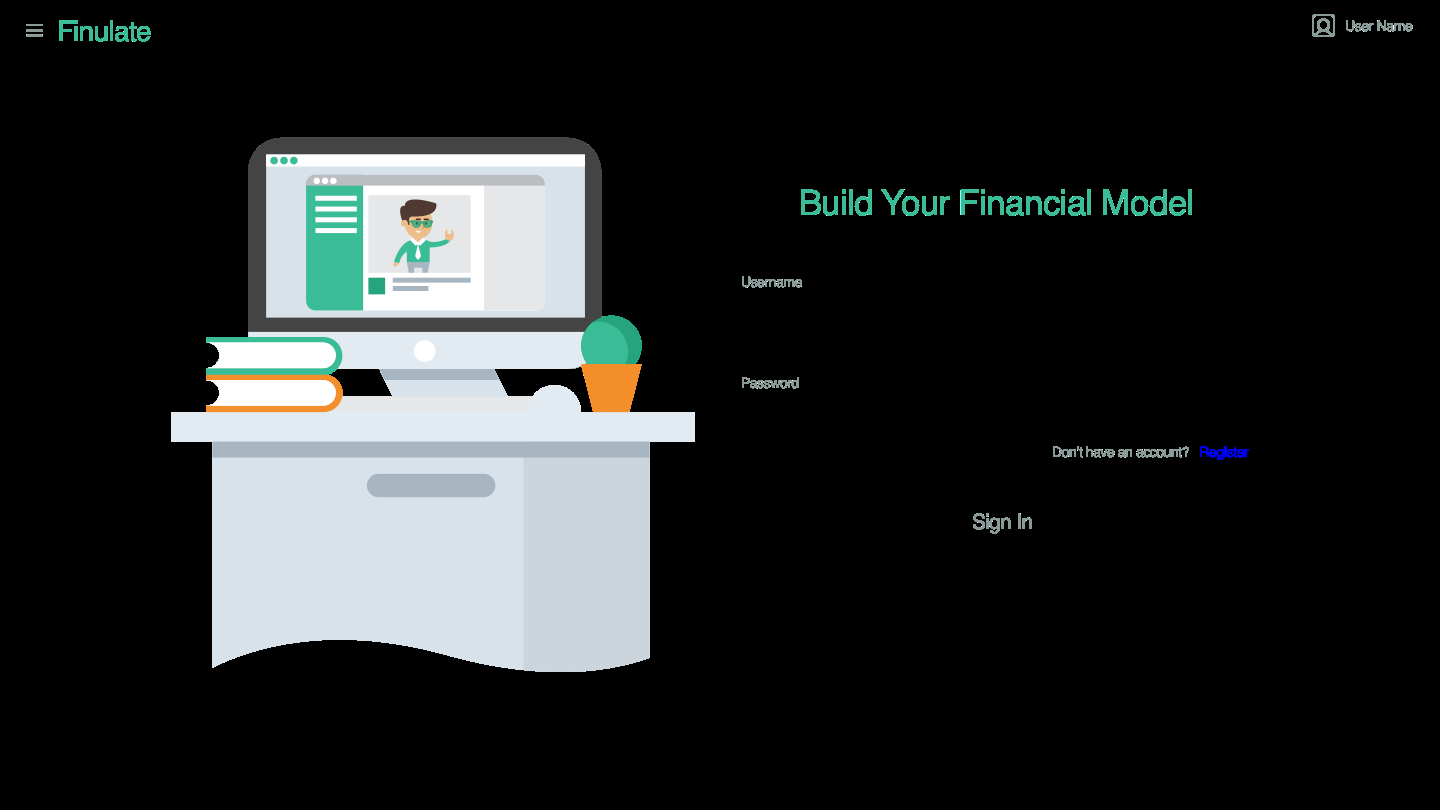 Finulate
User Name
Build Your Financial Model
Username
Password
Don't have an account? Register
Sign In